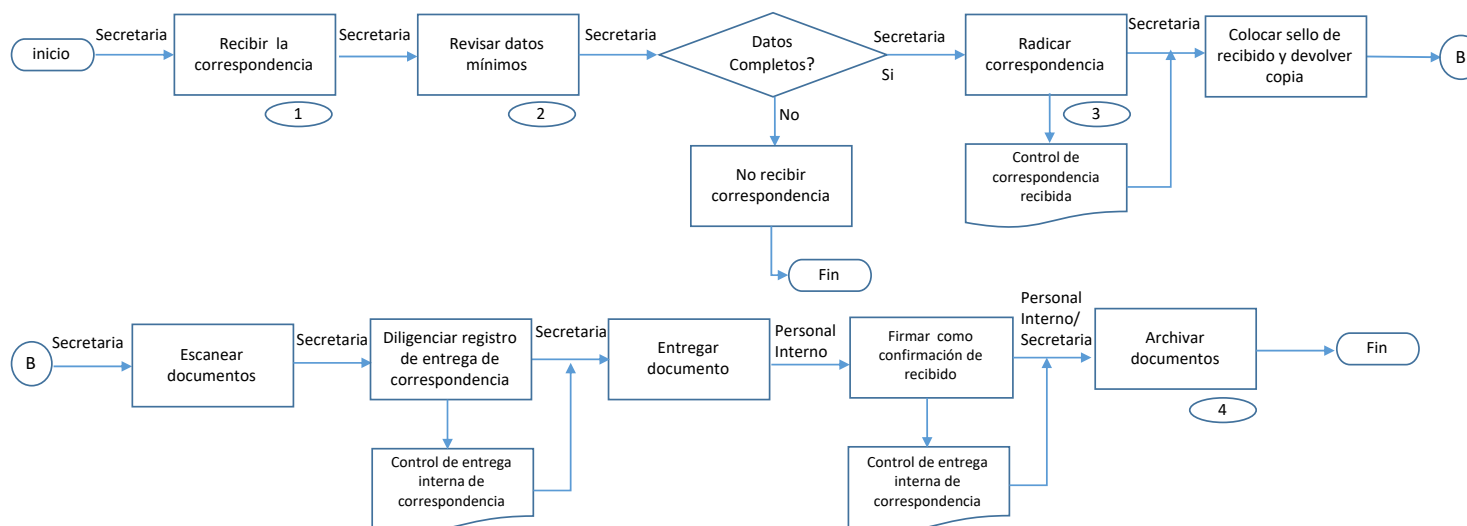 inicio
Secretaria
Recibir la
correspondencia
1
Secretaria
Revisar datos
mínimos
2
Secretaria
Datos
Completos?
Secretaria
Si
No
No recibir
correspondencia
Fin
Radicar
correspondencia
3
Control de
correspondencia
recibida
Secretaria
Colocar sello de
recibido y devolver
copia
B
B
Secretaria
Escanear
documentos
Secretaria
Diligenciar registro
de entrega de
correspondencia
Control de entrega
interna de
correspondencia
Secretaria
Entregar
documento
Personal
Interno
Firmar como
confirmación de
recibido
Control de entrega
interna de
correspondencia
Personal
Interno/
Secretaria
Archivar
documentos
4
Fin